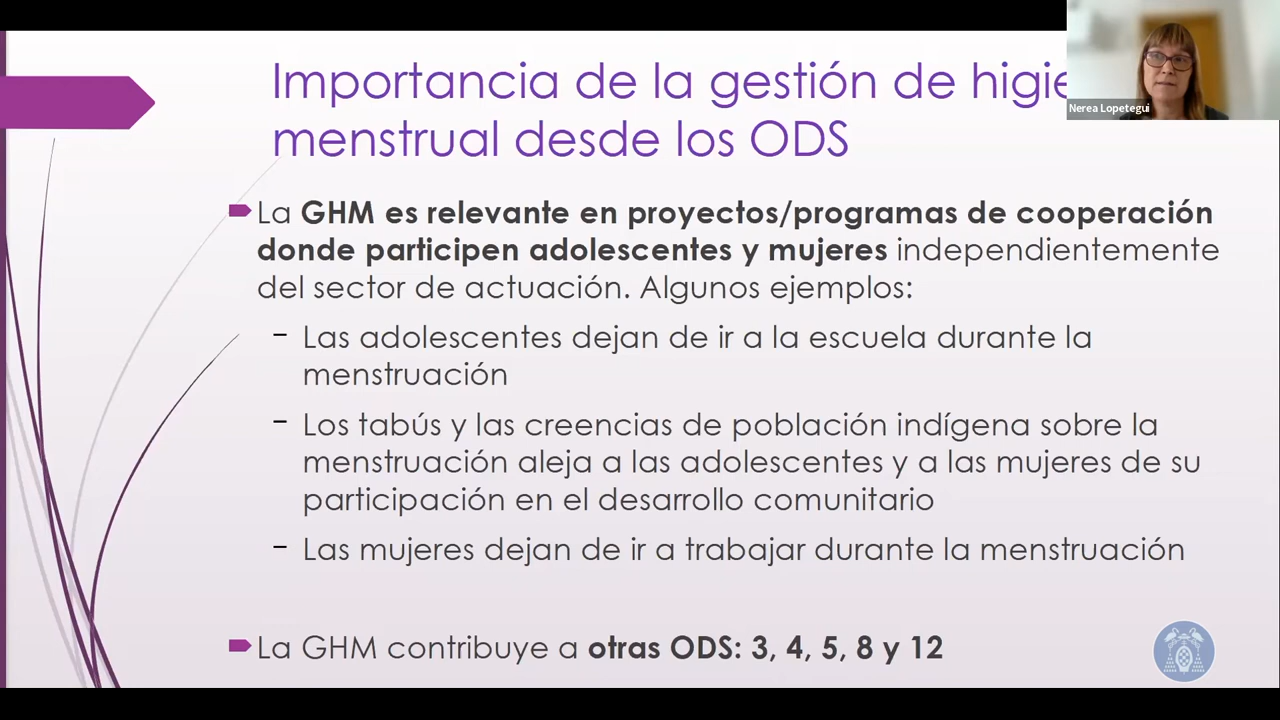 Importancia de la gestión de higie
menstrual desde los ODS
Nerea Lopetegui
La GHM es relevante en proyectos/programas de cooperación
donde participen adolescentes y mujeres independientemente
del sector de actuación. Algunos ejemplos:
– Las adolescentes dejan de ir a la escuela durante la
menstruación
– Los tabús y las creencias de población indígena sobre la
menstruación aleja a las adolescentes y a las mujeres de su
participación en el desarrollo comunitario
– Las mujeres dejan de ir a trabajar durante la menstruación
La GHM contribuye a otras ODS: 3, 4, 5, 8 y 12